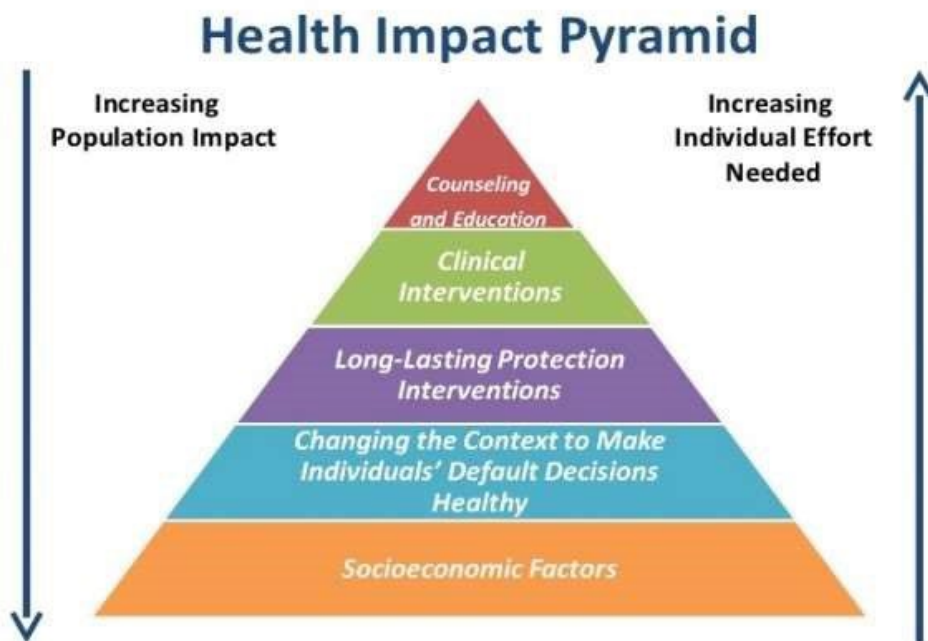 Health Impact Pyramid
Increasing
Population Impact
Increasing
Individual Effort
Needed
Counseling
and Education
Clinical
Interventions
Long-Lasting Protection
Interventions
Changing the Context to Make
Individuals’ Default Decisions
Healthy
Socioeconomic Factors